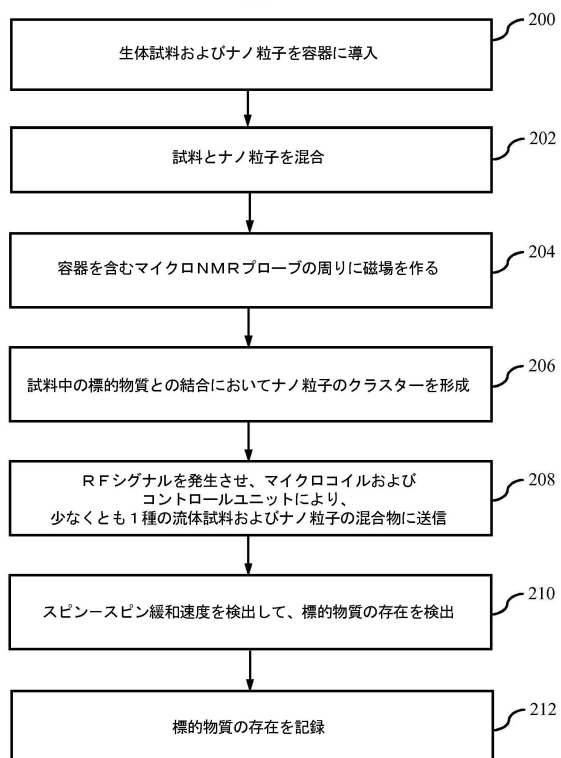 200
生体試料およびナノ粒子を容器に導入
202
試料とナノ粒子を混合
204
容器を含むマイクロNMRプローブの周りに磁場を作る
206
試料中の標的物質との結合においてナノ粒子のクラスターを形成
208
RFシグナルを発生させ、マイクロコイルおよび
コントロールユニットにより、
少なくとも1種の流体試料およびナノ粒子の混合物に送信
210
スピン−スピン緩和速度を検出して、標的物質の存在を検出
212
標的物質の存在を記録